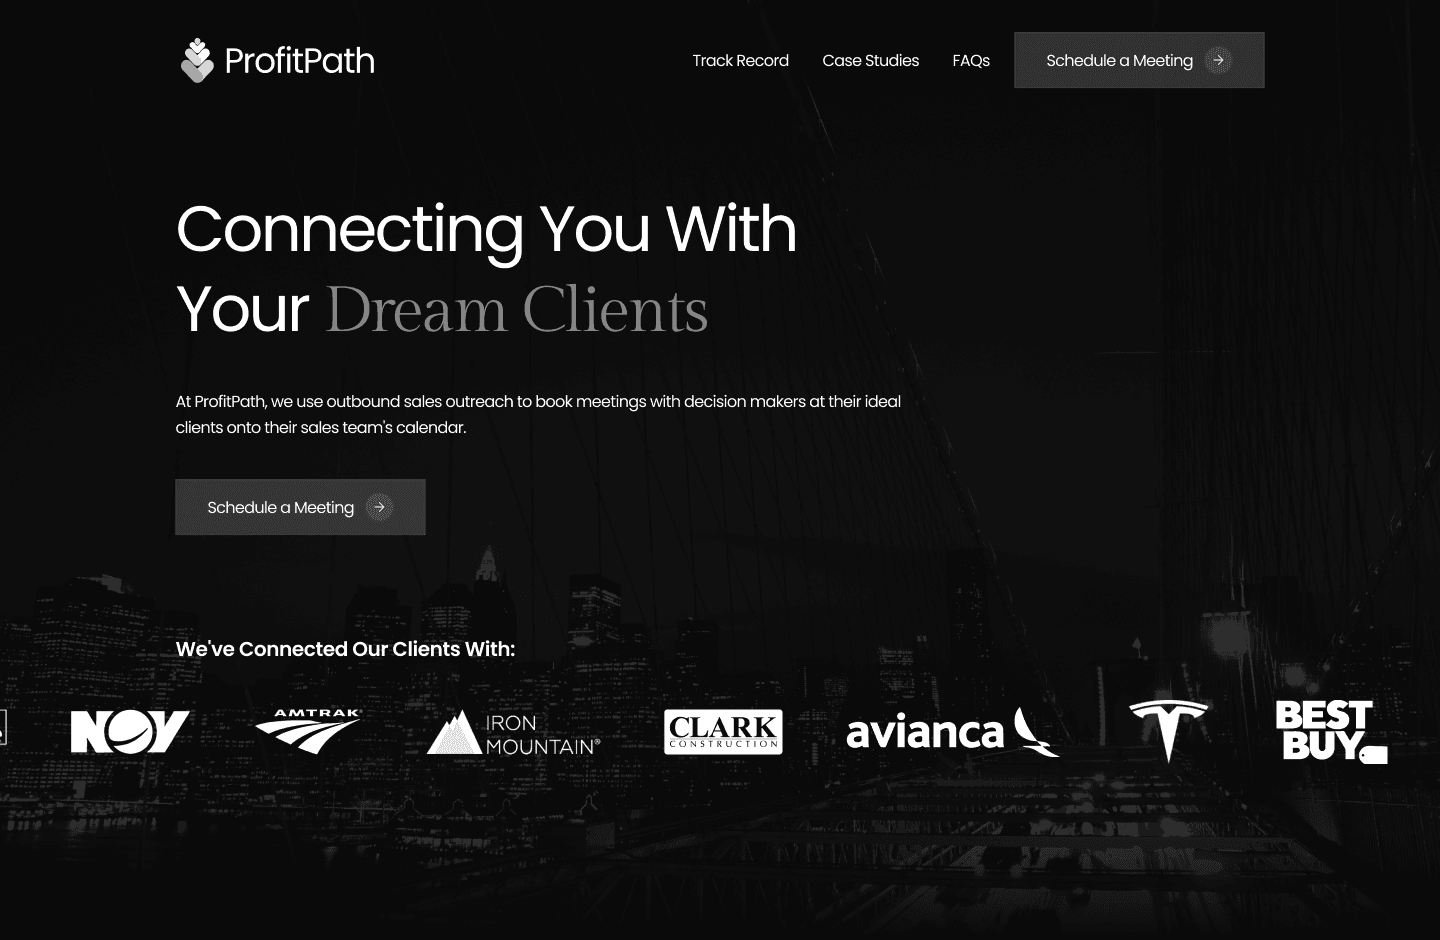 ProfitPath
Track Record
Case Studies
FAQs
Schedule a Meeting
Connecting You With
Your Dream Clients
At ProfitPath, we use outbound sales outreach to book meetings with decision makers at their ideal
clients onto their sales team's calendar.
Schedule a Meeting
We've Connected Our Clients With:
NOV
AMTRAK
IRON
MOUNTAIN®
CLARK
CONSTRUCTION
avianca
BEST
BUY